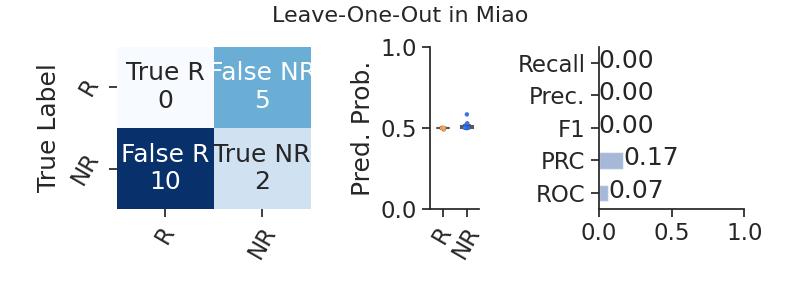 Leave-One-Out in Miao
True Label
R
NR
True R
0
False NR
5
False R
10
True NR
2
R
NR
Pred. Prob.
1.0
0.5
0.0
R
NR
Recall
Prec.
F1
PRC
ROC
0.00
0.00
0.00
0.17
0.07
0.0
0.5
1.0